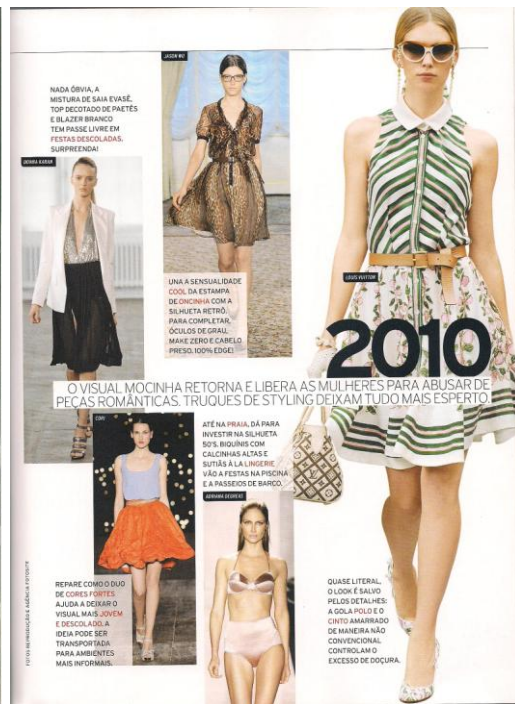 JASON WU
NADA ÓBVIA, A
MISTURA DE SAIA EVASÊ,
TOP DECOTADO DE PAETÊS
E BLAZER BRANCO
TEM PASSE LIVRE EM
FESTAS DESCOLADAS.
SURPREENDA!
DONNA KARAN
UNA A SENSUALIDADE
COOL DA ESTAMPA
DE ONCINHA COM A
SILHUETA RETRÔ.
PARA COMPLETAR,
ÓCULOS DE GRAU,
MAKE ZERO E CABELO
PRESO. 100% EDGE!
LOUIS VUITTON
2010
O VISUAL MOCINHA RETORNA E LIBERA AS MULHERES PARA ABUSAR DE
PEÇAS ROMÂNTICAS. TRUQUES DE STYLING DEIXAM TUDO MAIS ESPERTO.
ATÉ NA PRAIA, DÁ PARA
INVESTIR NA SILHUETA
50'S. BIQUÍNIS COM
CALCINHAS ALTAS E
SUTIÃS À LA LINGERIE
VÃO A FESTAS NA PISCINA
E A PASSEIOS DE BARCO.
ADRIANA DEGREAS
REPARE COMO O DUO
DE CORES FORTES
AJUDA A DEIXAR O
VISUAL MAIS JOVEM
E DESCOLADO. A
IDEIA PODE SER
TRANSPORTADA
PARA AMBIENTES
MAIS INFORMAIS.
QUASE LITERAL,
O LOOK É SALVO
PELOS DETALHES:
A GOLA POLO E O
CINTO AMARRADO
DE MANEIRA NÃO
CONVENCIONAL
CONTROLAM O
EXCESSO DE DOÇURA.
FOTOS REPRODUÇÃO E AGÊNCIA FOTOSITE